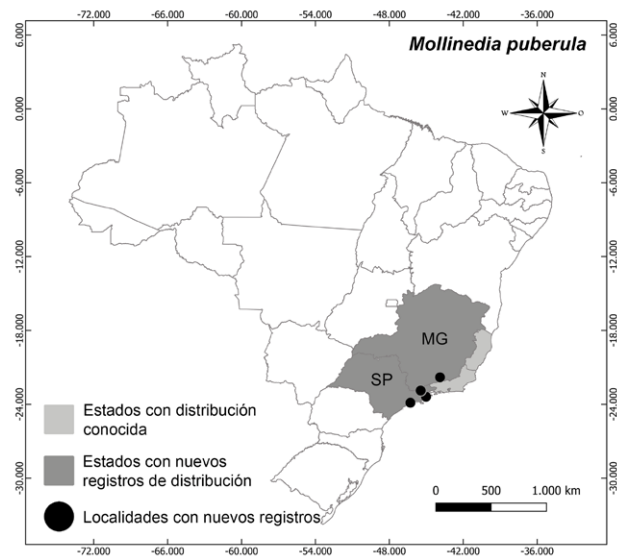 -72.000 -66.000 -60.000 -54.000 -48.000 -42.000 -36.000
6.000
0.000
-6.000
-12.000
-18.000
-24.000
-30.000
6.000
0.000
-6.000
-12.000
-18.000
-24.000
-30.000
Mollinedia puberula
N
W O
S
MG
SP
Estados con distribución
conocida
Estados con nuevos
registros de distribución
Localidades con nuevos registros
0 500 1.000 km
-72.000 -66.000 -60.000 -54.000 -48.000 -42.000 -36.000